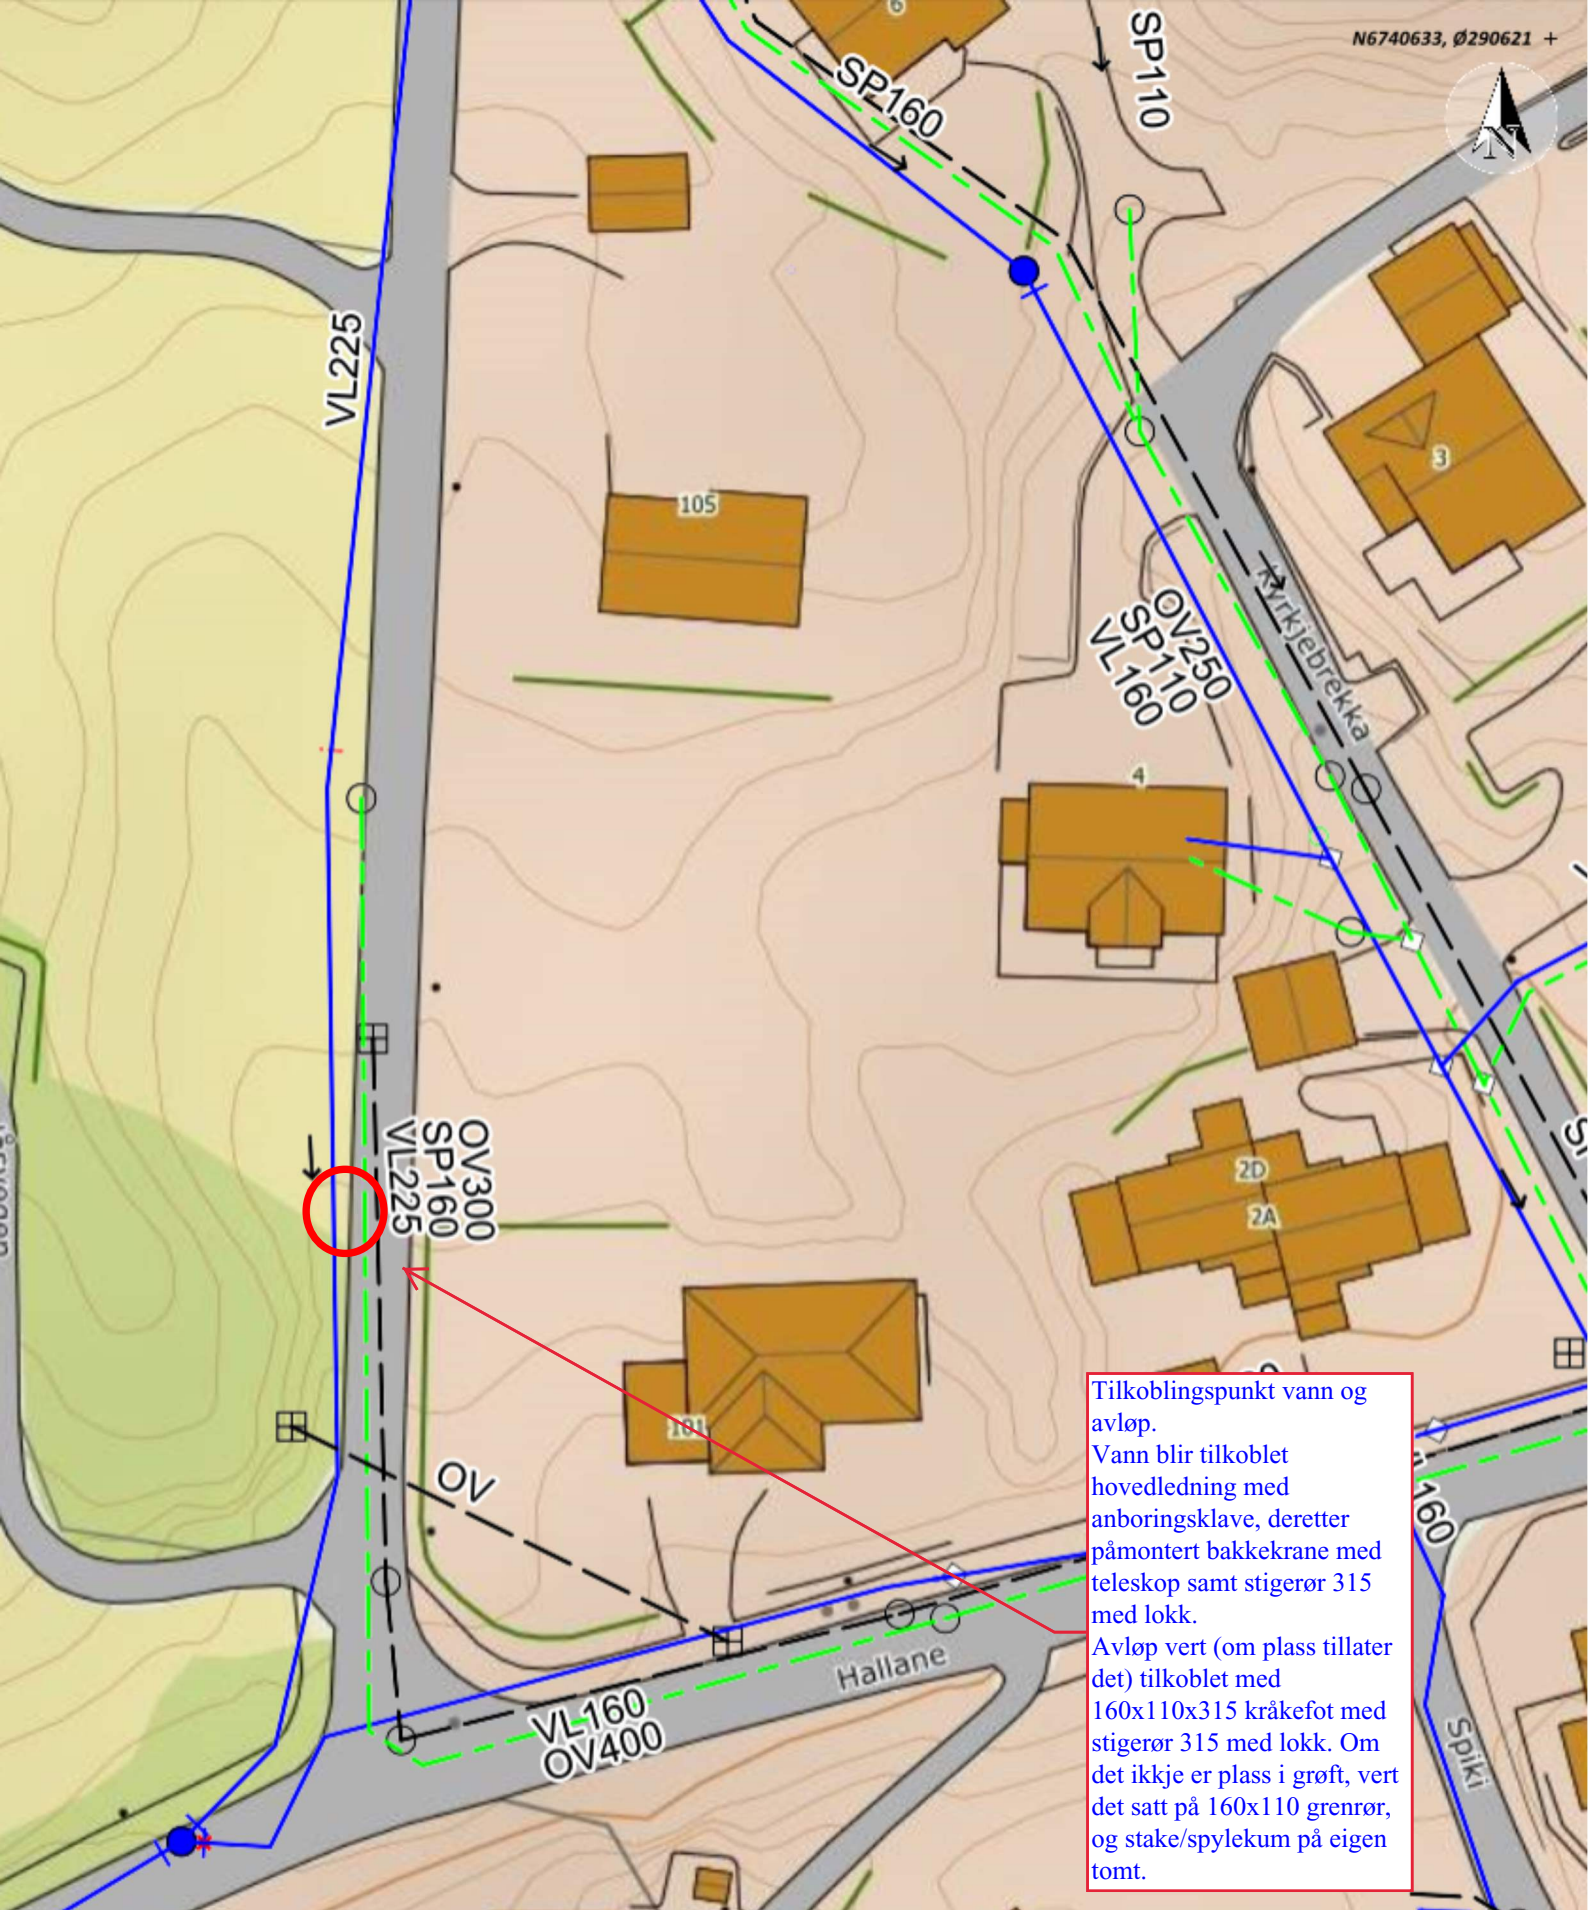 6
N6740633, Ø290621 +
SP110
SP160
N
VL225
3
105
Kyrkjebrekka
OV250
SP110
VL160
4
OV300
SP160
VL225
2D
2A
101
OV
Tilkoblingspunkt vann og
avløp.
Vann blir tilkoblet
hovedledning med
anboringsklave, deretter
påmontert bakkekrane med
teleskop samt stigerør 315
med lokk.
Avløp vert (om plass tillater
det) tilkoblet med
160x110x315 kråkefot med
stigerør 315 med lokk. Om
det ikkje er plass i grøft, vert
det satt på 160x110 grenrør,
og stake/spylekum på eigen
tomt.
160
Hallane
VL160
OV400
Spiki